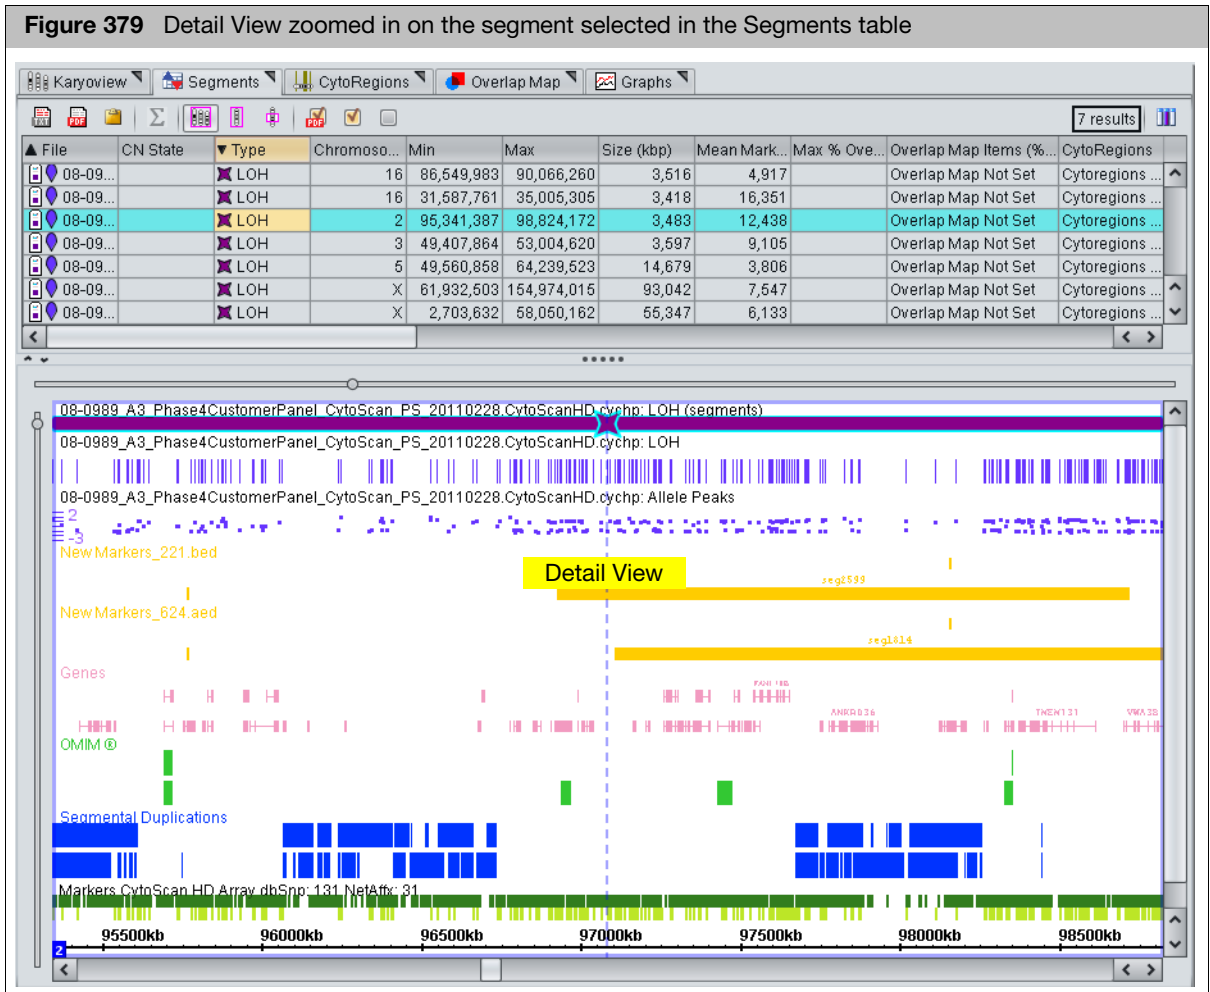 Figure 379 Detail View zoomed in on the segment selected in the Segments table
Karyoview Segments CytoRegions Overlap Map Graphs
TXT PDF Σ PDF 7 results
File CN State Type Chromoso... Min Max Size (kbp) Mean Mark... Max % Ove... Overlap Map Items (%... CytoRegions
08-09... LOH 16 86,549,983 90,066,260 3,516 4,917 Overlap Map Not Set Cytoregions ...
08-09... LOH 16 31,587,761 35,005,305 3,418 16,351 Overlap Map Not Set Cytoregions ...
08-09... LOH 2 95,341,387 98,824,172 3,483 12,438 Overlap Map Not Set Cytoregions ...
08-09... LOH 3 49,407,864 53,004,620 3,597 9,105 Overlap Map Not Set Cytoregions ...
08-09... LOH 5 49,560,858 64,239,523 14,679 3,806 Overlap Map Not Set Cytoregions ...
08-09... LOH X 61,932,503 154,974,015 93,042 7,547 Overlap Map Not Set Cytoregions ...
08-09... LOH X 2,703,632 58,050,162 55,347 6,133 Overlap Map Not Set Cytoregions ...
08-0989_A3_Phase4CustomerPanel_CytoScan_PS_20110228.CytoScanHD.cychp: LOH (segments)
08-0989_A3_Phase4CustomerPanel_CytoScan_PS_20110228.CytoScanHD.cychp: LOH
08-0989_A3_Phase4CustomerPanel_CytoScan_PS_20110228.CytoScanHD.cychp: Allele Peaks
2
-3
New Markers_221.bed
Detail View
seg2599
New Markers_624.aed
seg1814
Genes
ANKRD36 TMEM131 VWA3B
OMIM ®
Segmental Duplications
Markers CytoScan HD Array dbSnp: 131 NetAffx: 31
95500kb 96000kb 96500kb 97000kb 97500kb 98000kb 98500kb
2